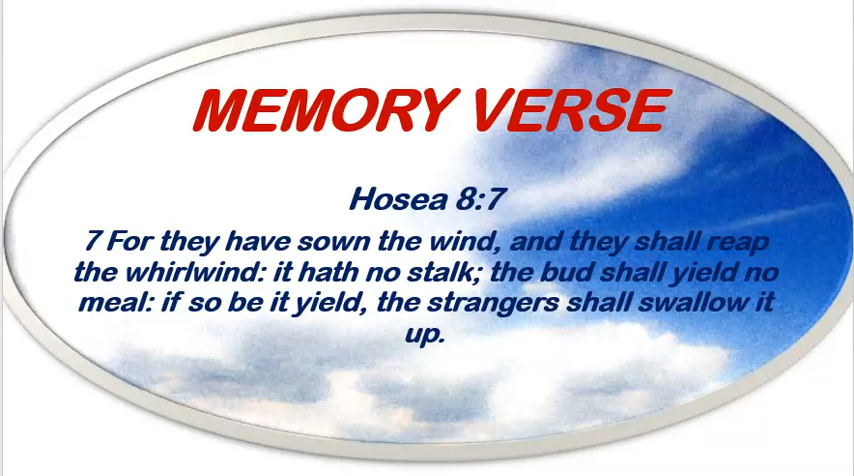 MEMORY VERSE
Hosea 8:7
7 For they have sown the wind, and they shall reap
the whirlwind: it hath no stalk; the bud shall yield no
meal: if so be it yield, the strangers shall swallow it
up.